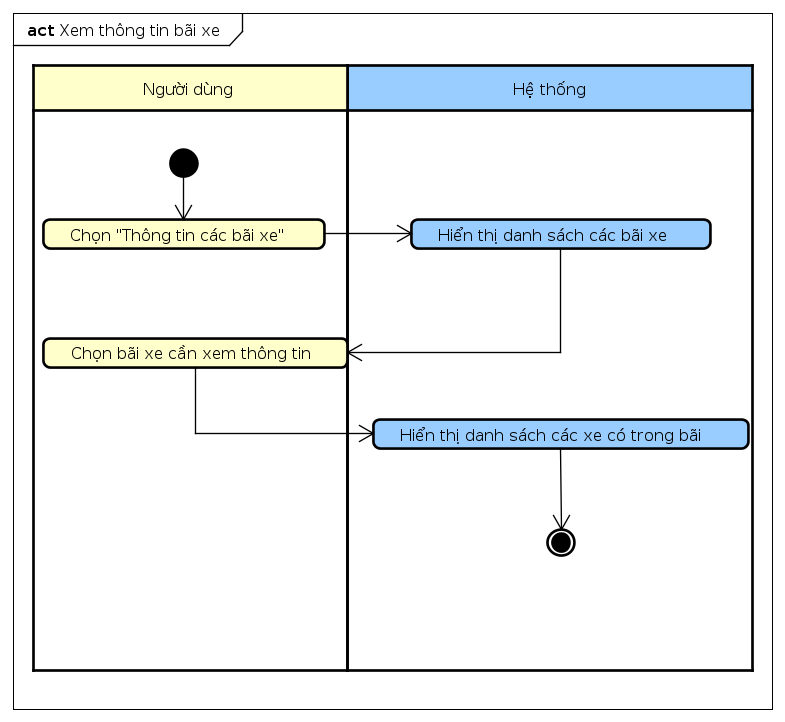 act Xem thông tin bãi xe
Người dùng
Hệ thống
Chọn "Thông tin các bãi xe"
Hiển thị danh sách các bãi xe
Chọn bãi xe cần xem thông tin
Hiển thị danh sách các xe có trong bãi